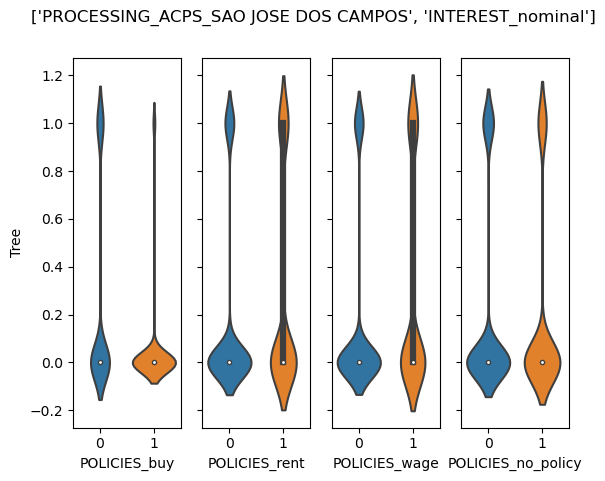 ['PROCESSING_ACPS_SAO JOSE DOS CAMPOS', 'INTEREST_nominal']
Tree
1.2
1.0
0.8
0.6
0.4
0.2
0.0
−0.2
0 1
POLICIES_buy
0 1
POLICIES_rent
0 1
POLICIES_wage
0 1
POLICIES_no_policy